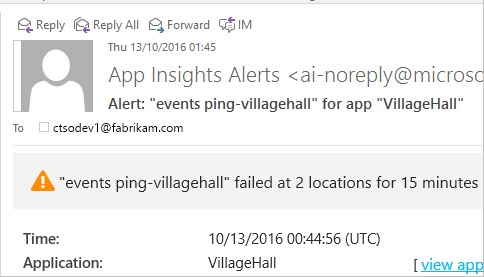 Reply Reply All Forward IM
Thu 13/10/2016 01:45
App Insights Alerts <ai-noreply@microso
Alert: "events ping-villagehall" for app "VillageHall"
To ctsodev1@fabrikam.com
"events ping-villagehall" failed at 2 locations for 15 minutes
Time: 10/13/2016 00:44:56 (UTC)
Application: VillageHall [ view app